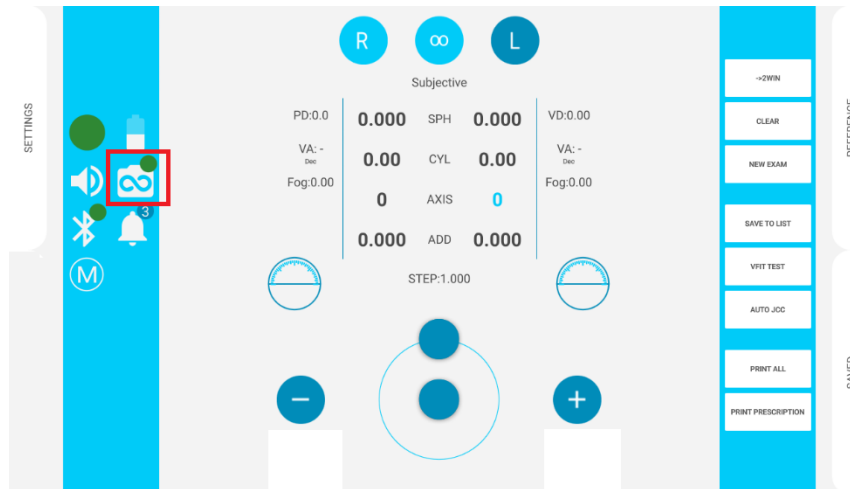 R ∞ L
Subjective
SETTINGS
3
M
PD:0.0 0.000 SPH 0.000 VD:0.00
VA: - 0.00 CYL 0.00 VA: -
Dec Dec
Fog:0.00 0 AXIS 0 Fog:0.00
0.000 ADD 0.000
STEP:1.000
− +
->2WIN
CLEAR
NEW EXAM
SAVE TO LIST
VFIT TEST
AUTO JCC
PRINT ALL
PRINT PRESCRIPTION
REFERENCE
SAVED